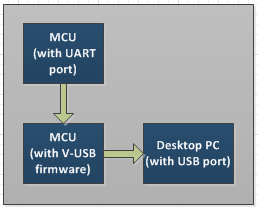 MCU
(with UART
port)
MCU
(with V-USB
firmware)
Desktop PC
(with USB port)